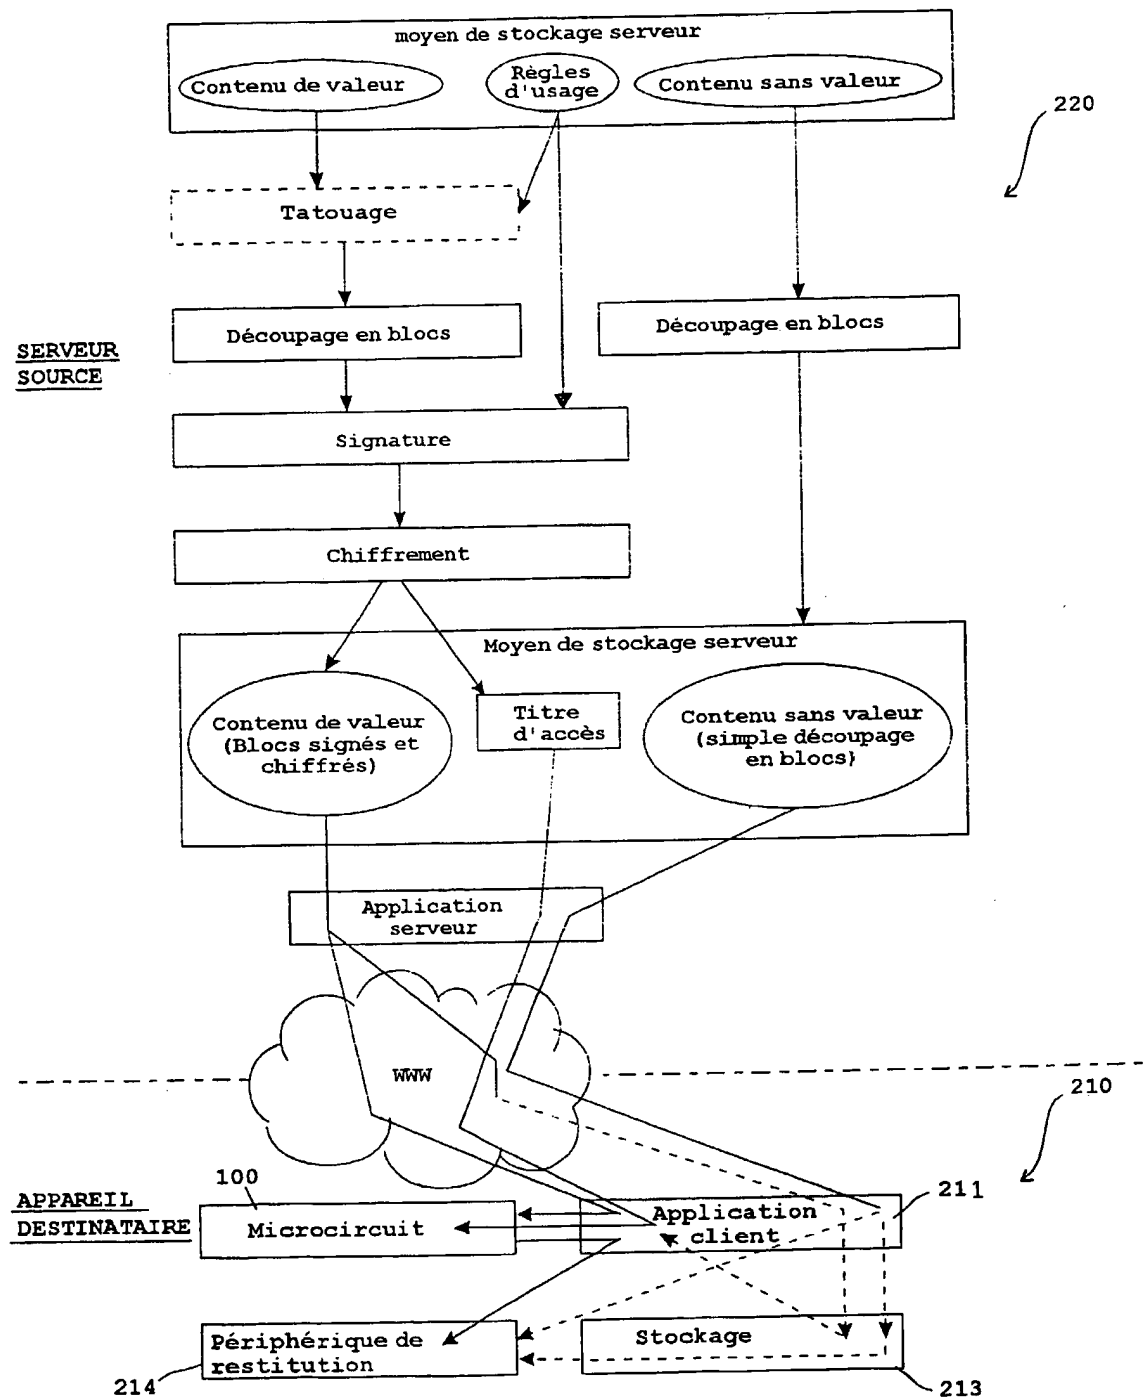 moyen de stockage serveur
Contenu de valeur
Règles
d'usage
Contenu sans valeur
220
Tatouage
Découpage en blocs
Découpage en blocs
SERVEUR
SOURCE
Signature
Chiffrement
Moyen de stockage serveur
Contenu de valeur
(Blocs signés et
chiffrés)
Titre
d'accès
Contenu sans valeur
(simple découpage
en blocs)
Application
serveur
WWW
210
APPAREIL
DESTINATAIRE
100
Microcircuit
Application
client
211
Périphérique de
restitution
Stockage
214
213